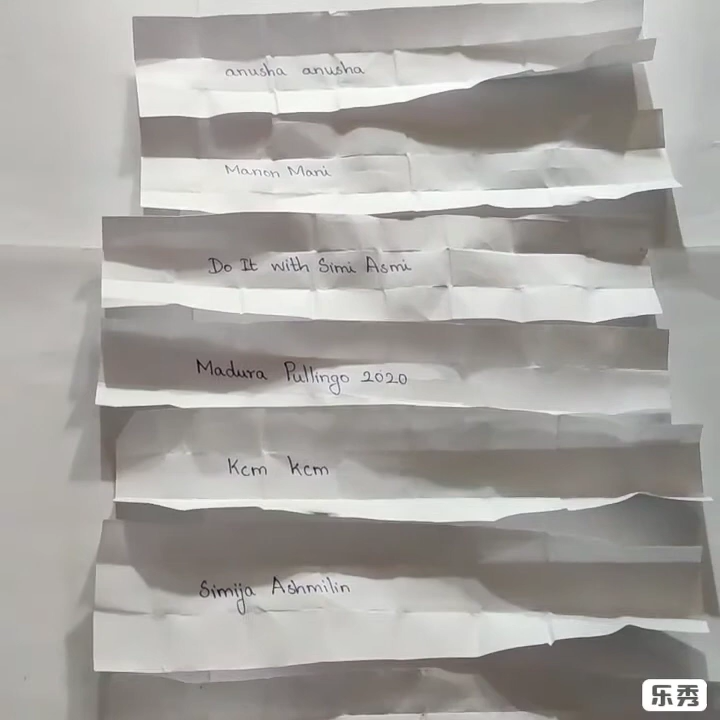 anusha anusha
Manon Mani
Do It with Simi Asmi
Madura Pullingo 2020
Kcm Kcm
Simija Ashmilin
乐秀